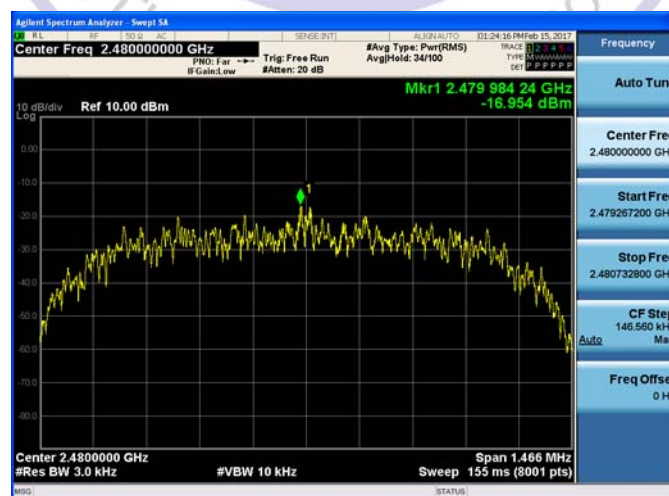 Agilent Spectrum Analyzer - Swept SA
RL RF 50 Ω AC SENSE:INT ALIGN AUTO 01:24:16 PM Feb 15, 2017
Center Freq 2.480000000 GHz
PNO: Far
IFGain:Low
Trig: Free Run
#Atten: 20 dB
#Avg Type: Pwr(RMS)
Avg|Hold: 34/100
TRACE 1 2 3 4 5 6
TYPE M
DET P P P P P P
Frequency
Mkr1 2.479 984 24 GHz
-16.954 dBm
10 dB/div Ref 10.00 dBm
Log
0.00
-10.0
-20.0
-30.0
-40.0
-50.0
-60.0
-70.0
-80.0
1
Auto Tun
Center Fre
2.480000000 GH
Start Fre
2.479267200 GH
Stop Fre
2.480732800 GH
CF Step
146.560 kH
Auto Ma
Freq Offse
0 H
Center 2.4800000 GHz Span 1.466 MHz
#Res BW 3.0 kHz #VBW 10 kHz Sweep 155 ms (8001 pts)
MSG STATUS